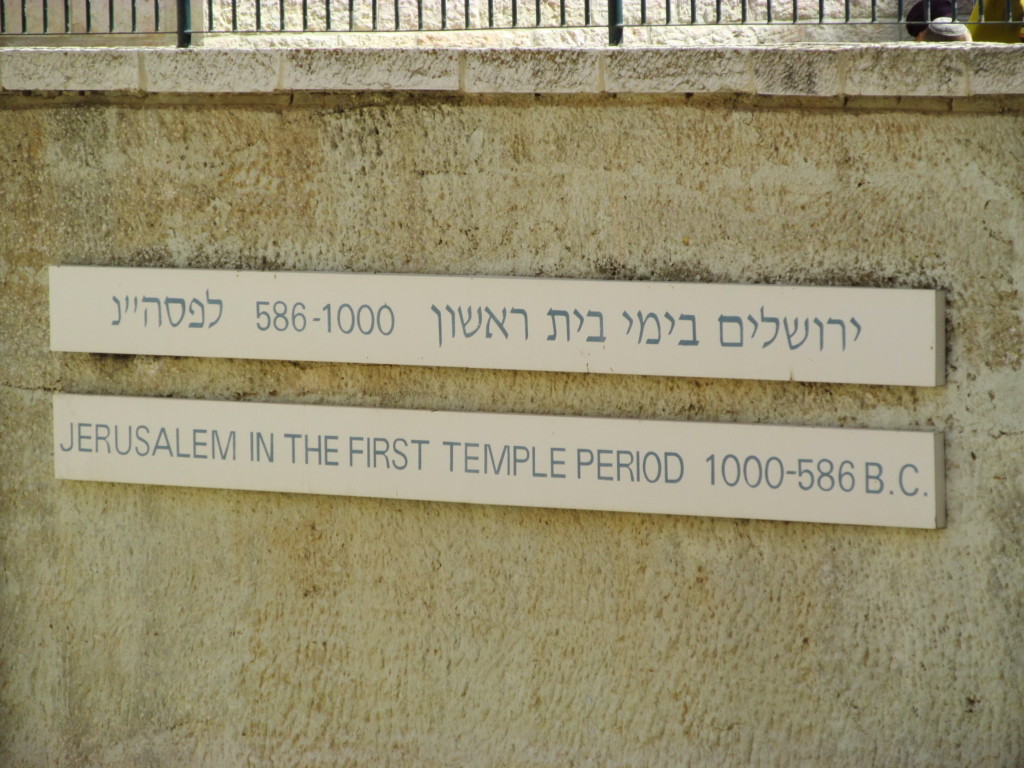 ירושלים בימי בית ראשון 586-1000 לפסה״נ
JERUSALEM IN THE FIRST TEMPLE PERIOD 1000-586 B.C.